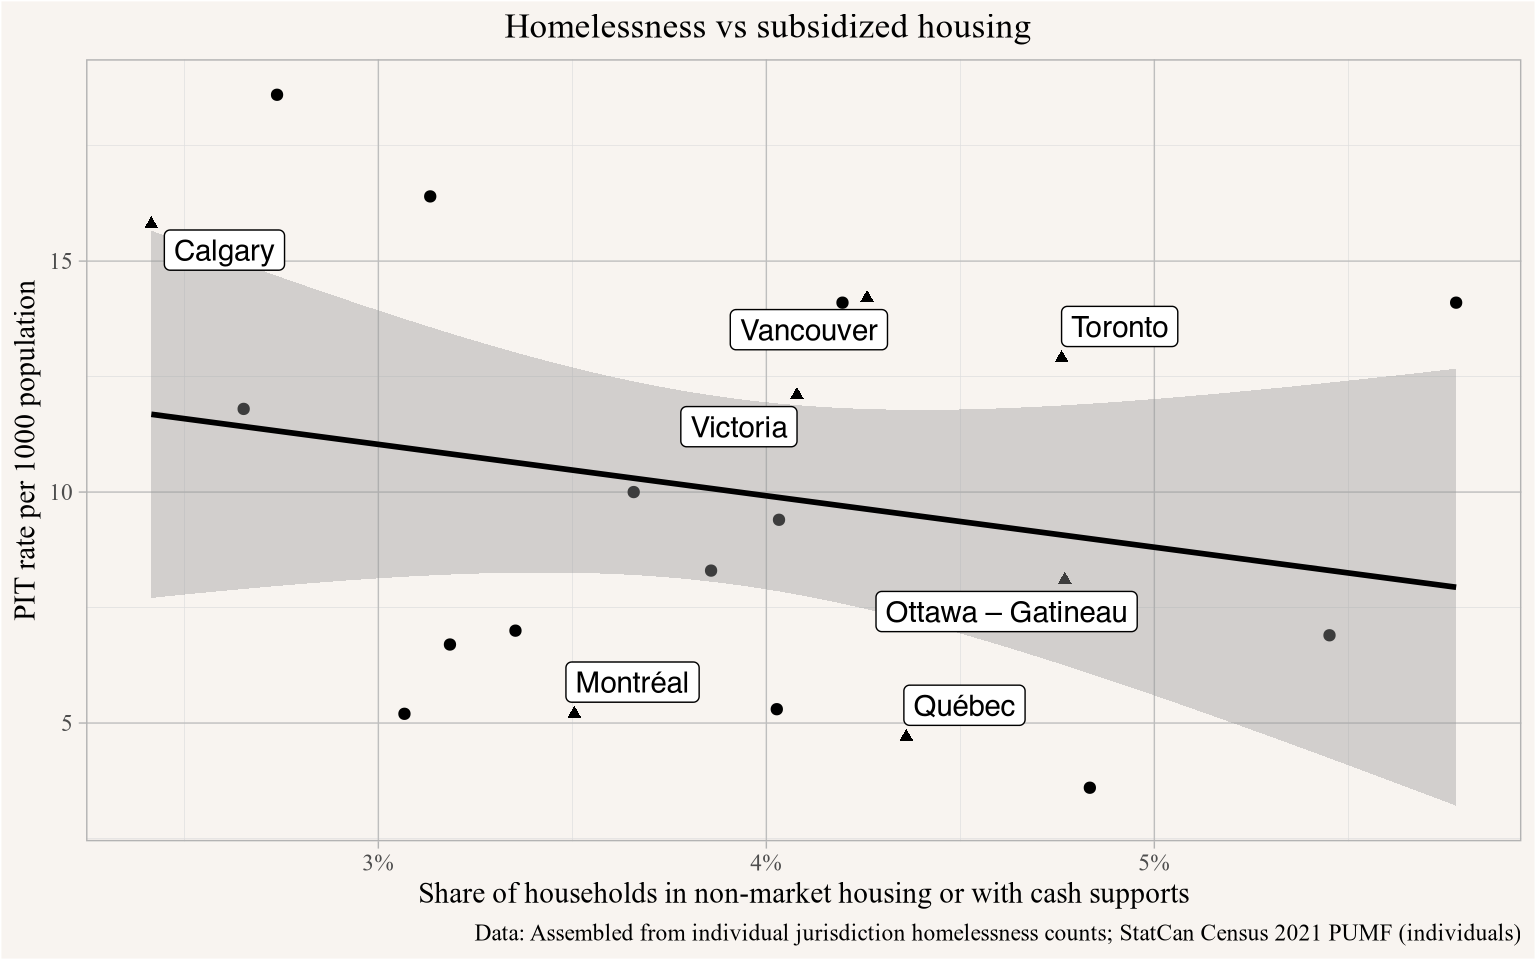 Homelessness vs subsidized housing
PIT rate per 1000 population
15
10
5
Calgary
Vancouver
Toronto
Victoria
Ottawa – Gatineau
Montréal
Québec
3%
4%
5%
Share of households in non-market housing or with cash supports
Data: Assembled from individual jurisdiction homelessness counts; StatCan Census 2021 PUMF (individuals)